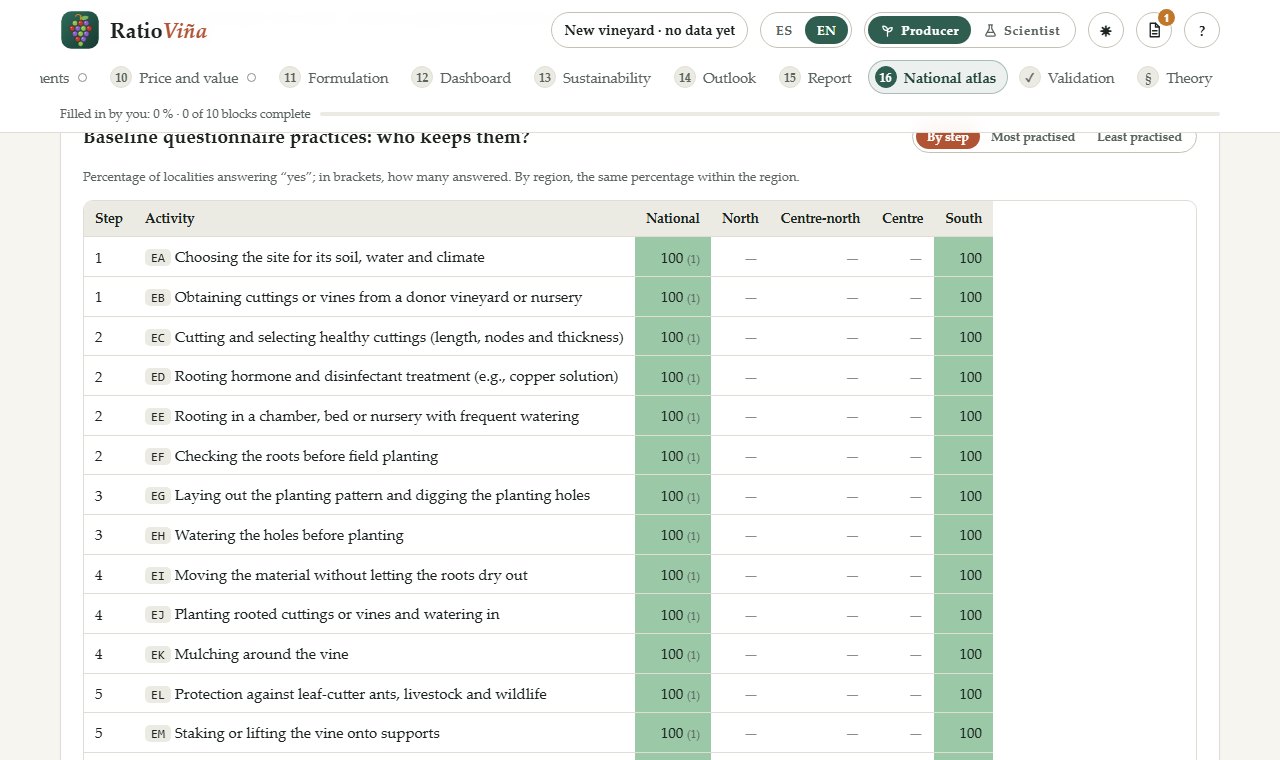 RatioViña
New vineyard · no data yet
ES EN
Producer Scientist
1
?
ents
10 Price and value
11 Formulation
12 Dashboard
13 Sustainability
14 Outlook
15 Report
16 National atlas
✓ Validation
§ Theory
Filled in by you: 0 % · 0 of 10 blocks complete
Baseline questionnaire practices: who keeps them?
By step Most practised Least practised
Percentage of localities answering “yes”; in brackets, how many answered. By region, the same percentage within the region.
Step Activity National North Centre-north Centre South
1 EA Choosing the site for its soil, water and climate 100 (1) — — — 100
1 EB Obtaining cuttings or vines from a donor vineyard or nursery 100 (1) — — — 100
2 EC Cutting and selecting healthy cuttings (length, nodes and thickness) 100 (1) — — — 100
2 ED Rooting hormone and disinfectant treatment (e.g., copper solution) 100 (1) — — — 100
2 EE Rooting in a chamber, bed or nursery with frequent watering 100 (1) — — — 100
2 EF Checking the roots before field planting 100 (1) — — — 100
3 EG Laying out the planting pattern and digging the planting holes 100 (1) — — — 100
3 EH Watering the holes before planting 100 (1) — — — 100
4 EI Moving the material without letting the roots dry out 100 (1) — — — 100
4 EJ Planting rooted cuttings or vines and watering in 100 (1) — — — 100
4 EK Mulching around the vine 100 (1) — — — 100
5 EL Protection against leaf-cutter ants, livestock and wildlife 100 (1) — — — 100
5 EM Staking or lifting the vine onto supports 100 (1) — — — 100